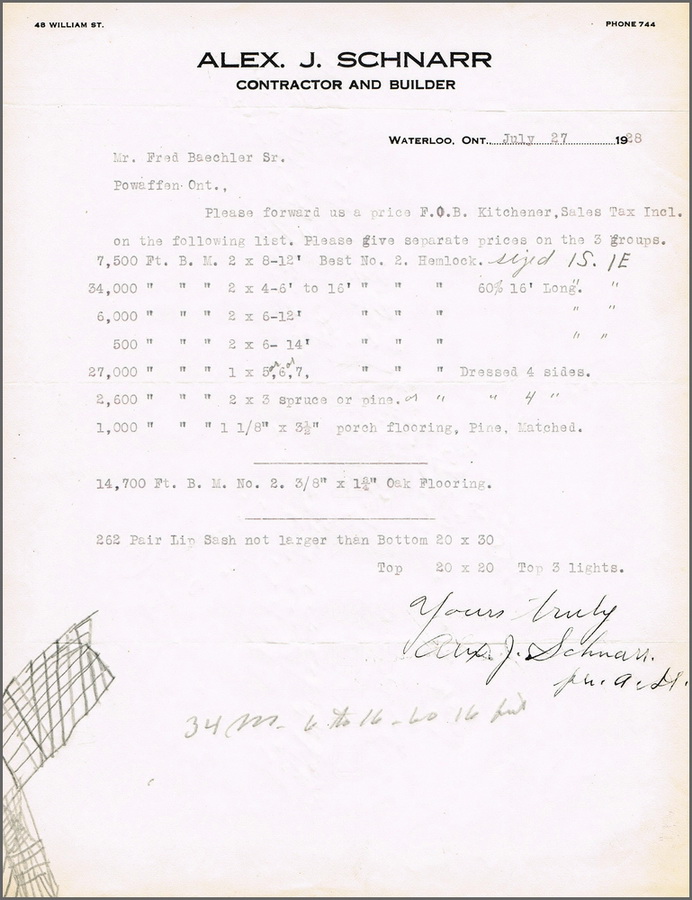 48 WILLIAM ST. PHONE 744
ALEX. J. SCHNARR
CONTRACTOR AND BUILDER
WATERLOO, ONT. July 27 1928
Mr. Fred Baechler Sr.
Powaffen Ont.,
Please forward us a price F.O.B. Kitchener,Sales Tax Incl.
on the following list. Please give separate prices on the 3 groups.
7,500 Ft. B. M. 2 x 8-12' Best No. 2. Hemlock. sized 1S. 1E
34,000 " " " 2 x 4-6' to 16' " " " 60% 16' Long. " "
6,000 " " " 2 x 6-12' " " " " "
500 " " " 2 x 6- 14' " " " " "
27,000 " " " 1 x 5, or 6, or 7, " " " Dressed 4 sides.
2,600 " " " 2 x 3 spruce or pine. " " 4 "
1,000 " " " 1 1/8" x 3½" porch flooring, Pine, Matched.
14,700 Ft. B. M. No. 2. 3/8" x Oak Flooring.
262 Pair Lip Sash not larger than Bottom 20 x 30
Top 20 x 20 Top 3 lights.
Yours truly
Alex. J. Schnarr.
per.
34 M - 6 to 16 - 60 16